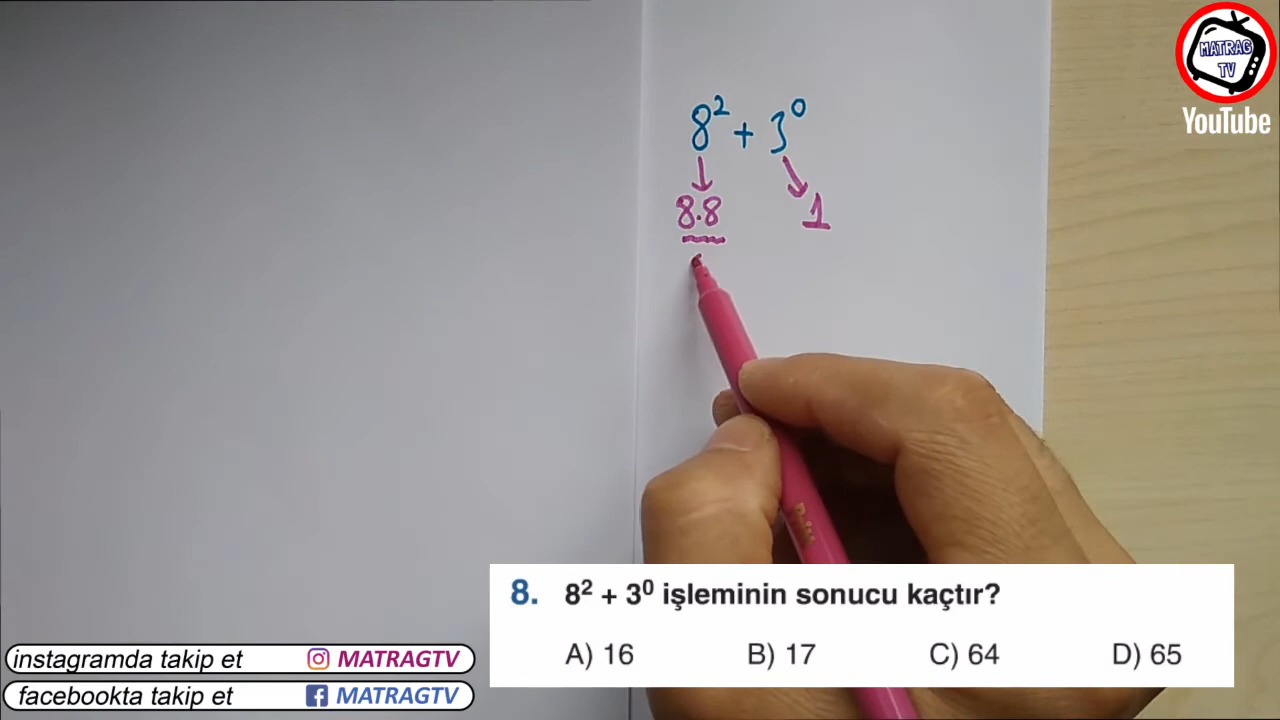 MATRAG
TV
YouTube
8² + 3⁰
8.8 1
8. 8² + 3⁰ işleminin sonucu kaçtır?
A) 16 B) 17 C) 64 D) 65
instagramda takip et MATRAGTV
facebookta takip et MATRAGTV